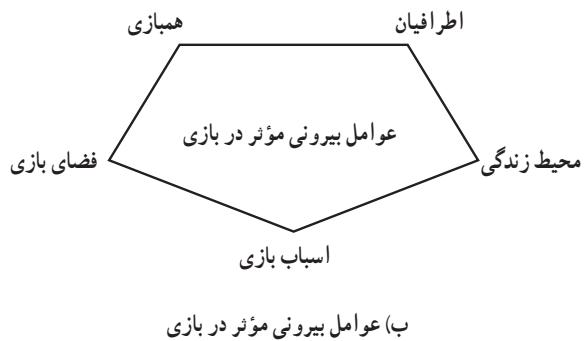 همبازی
اطرافیان
عوامل بیرونی مؤثر در بازی
فضای بازی
محیط زندگی
اسباب بازی
ب) عوامل بیرونی مؤثر در بازی